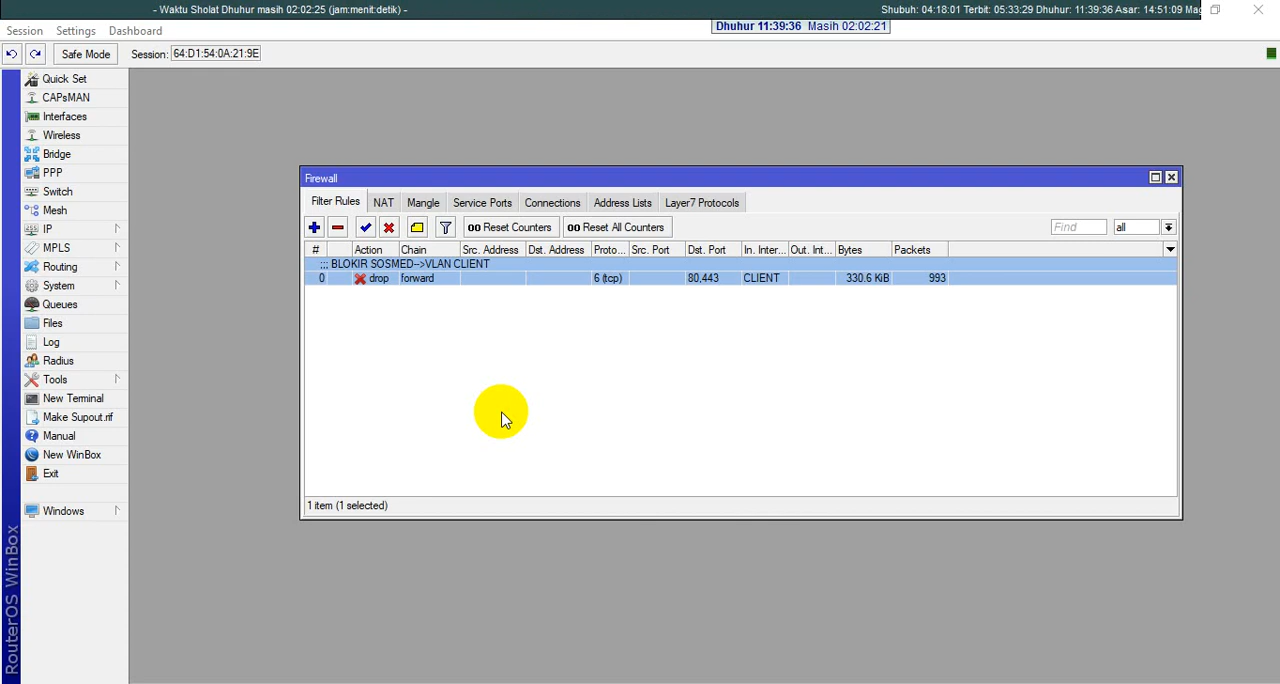 - Waktu Sholat Dhuhur masih 02:02:25 (jam:menit:detik) -
Shubuh: 04:18:01 Terbit: 05:33:29 Dhuhur: 11:39:36 Asar: 14:51:09 Mag
Dhuhur 11:39:36 Masih 02:02:21
Session Settings Dashboard
Safe Mode Session: 64:D1:54:0A:21:9E
Quick Set
CAPsMAN
Interfaces
Wireless
Bridge
PPP
Switch
Mesh
IP
MPLS
Routing
System
Queues
Files
Log
Radius
Tools
New Terminal
Make Supout.rif
Manual
New WinBox
Exit
Windows
RouterOS WinBox
Firewall
Filter Rules NAT Mangle Service Ports Connections Address Lists Layer7 Protocols
00 Reset Counters 00 Reset All Counters Find all
# Action Chain Src. Address Dst. Address Proto... Src. Port Dst. Port In. Inter... Out. Int... Bytes Packets
;;; BLOKIR SOSMED-->VLAN CLIENT
0 drop forward 6 (tcp) 80,443 CLIENT 330.6 KiB 993
1 item (1 selected)